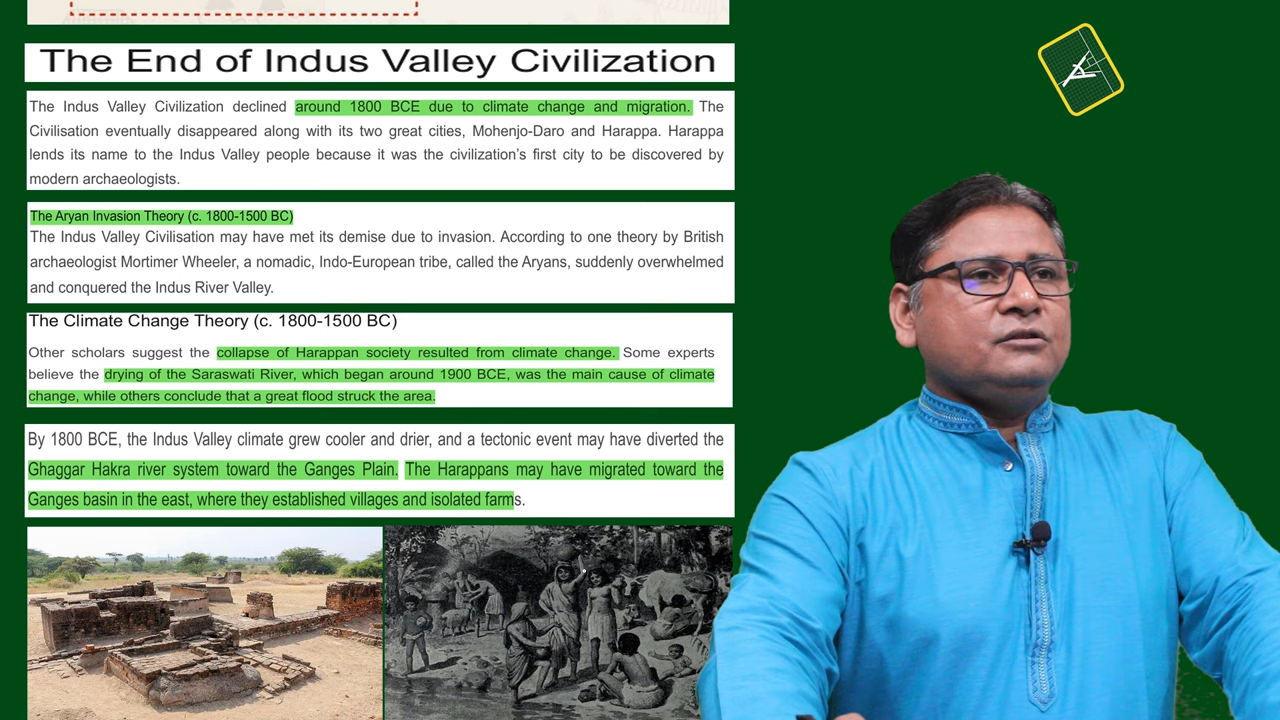 The End of Indus Valley Civilization
The Indus Valley Civilization declined around 1800 BCE due to climate change and migration. The
Civilisation eventually disappeared along with its two great cities, Mohenjo-Daro and Harappa. Harappa
lends its name to the Indus Valley people because it was the civilization's first city to be discovered by
modern archaeologists.
The Aryan Invasion Theory (c. 1800-1500 BC)
The Indus Valley Civilisation may have met its demise due to invasion. According to one theory by British
archaeologist Mortimer Wheeler, a nomadic, Indo-European tribe, called the Aryans, suddenly overwhelmed
and conquered the Indus River Valley.
The Climate Change Theory (c. 1800-1500 BC)
Other scholars suggest the collapse of Harappan society resulted from climate change. Some experts
believe the drying of the Saraswati River, which began around 1900 BCE, was the main cause of climate
change, while others conclude that a great flood struck the area.
By 1800 BCE, the Indus Valley climate grew cooler and drier, and a tectonic event may have diverted the
Ghaggar Hakra river system toward the Ganges Plain. The Harappans may have migrated toward the
Ganges basin in the east, where they established villages and isolated farms.